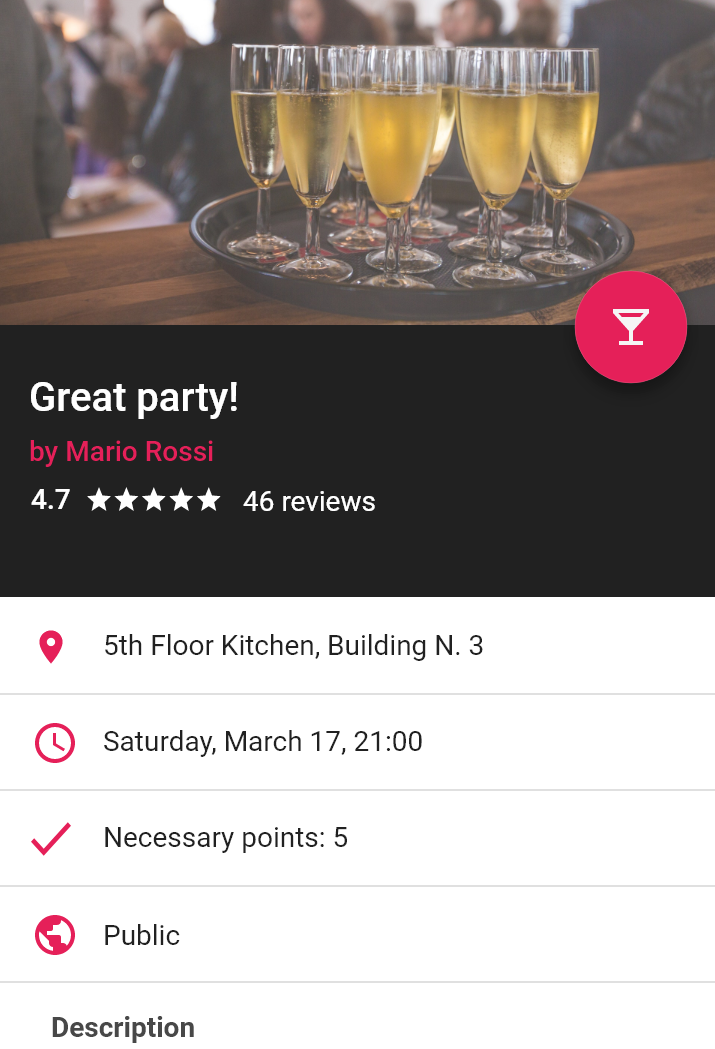 Great party!
by Mario Rossi
4.7 46 reviews
5th Floor Kitchen, Building N. 3
Saturday, March 17, 21:00
Necessary points: 5
Public
Description